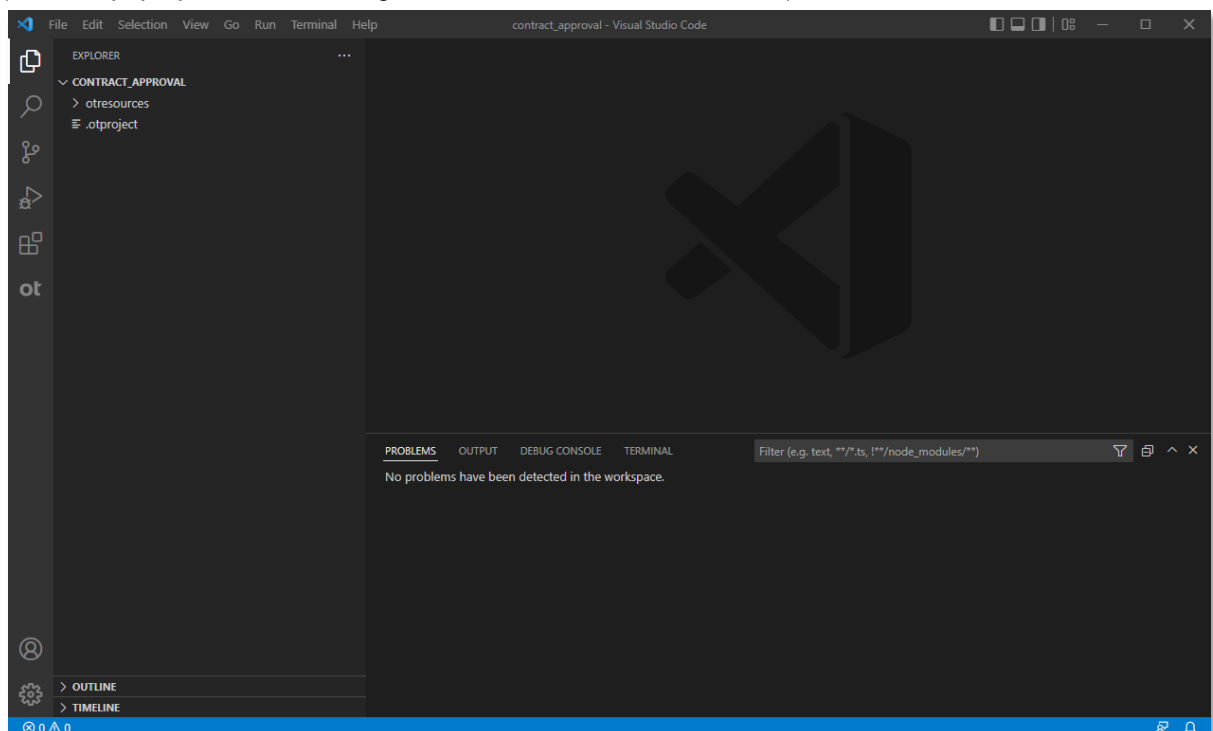 File Edit Selection View Go Run Terminal Help contract_approval - Visual Studio Code
EXPLORER
CONTRACT_APPROVAL
otresources
.otproject
ot
PROBLEMS OUTPUT DEBUG CONSOLE TERMINAL Filter (e.g. text, **/*.ts, !**/node_modules/**)
No problems have been detected in the workspace.
OUTLINE
TIMELINE
0 0